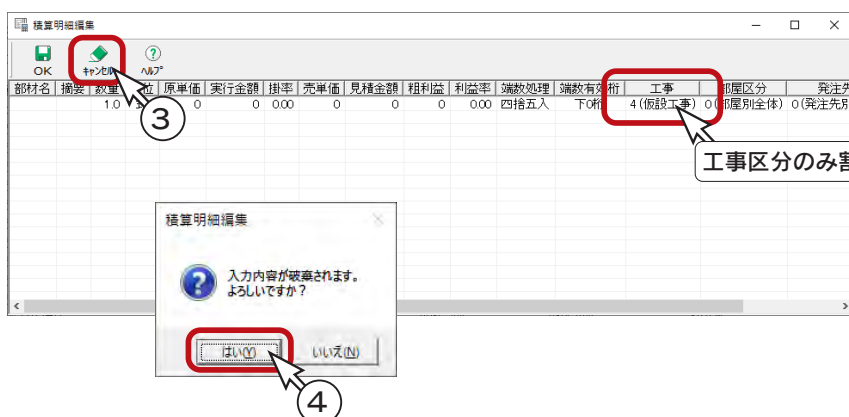 積算明細編集
OK キャンセル ヘルプ
部材名 摘要 数量 位 原単価 実行金額 掛率 売単価 見積金額 粗利益 利益率 端数処理 端数有効桁 工事 部屋区分 発注先
1.0 0 0 0.00 0 0 0 0.00 四捨五入 下0桁 4(仮設工事) 0(部屋別全体) 0(発注先別
③
工事区分のみ割
積算明細編集
入力内容が破棄されます。
よろしいですか?
はい(Y) いいえ(N)
④